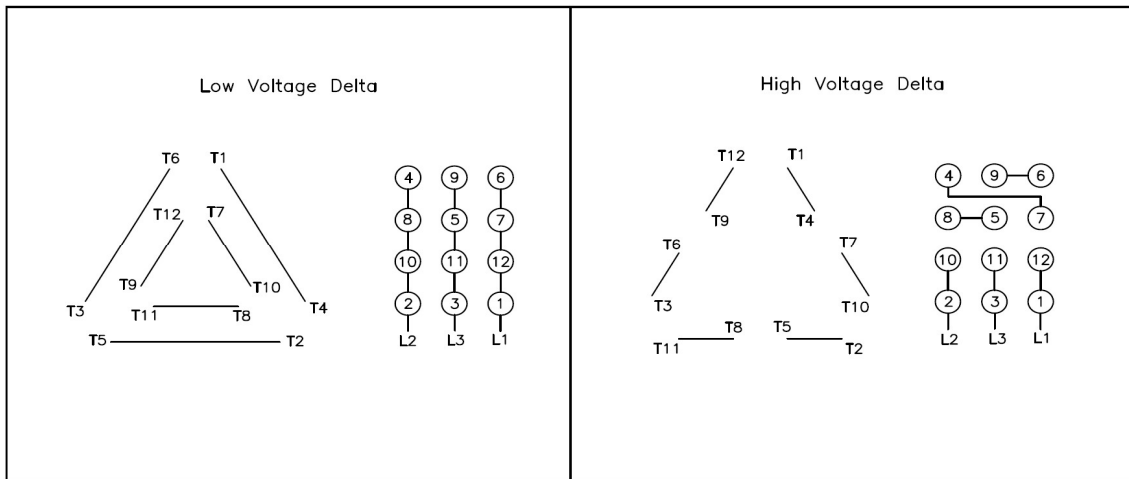 Low Voltage Delta
T6 T1
T12 T7
T9 T10
T3 T11 T8 T4
T5 T2
4 9 6
8 5 7
10 11 12
2 3 1
L2 L3 L1
High Voltage Delta
T12 T1
T9 T4
T6 T7
T3 T10
T8 T5
T11 T2
4 9 6
8 5 7
10 11 12
2 3 1
L2 L3 L1